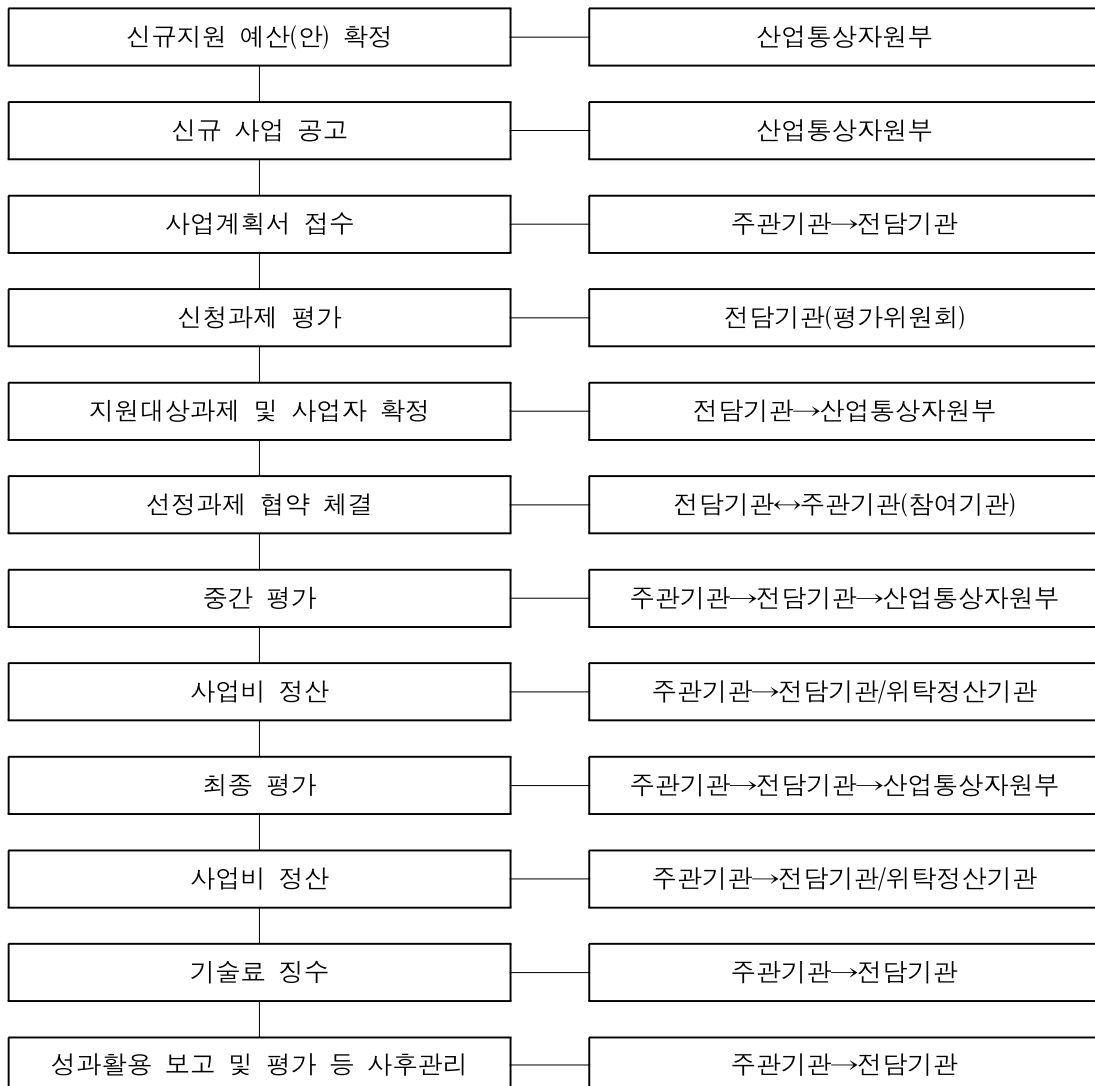 신규지원 예산(안) 확정
산업통상자원부
신규 사업 공고
산업통상자원부
사업계획서 접수
주관기관→전담기관
신청과제 평가
전담기관(평가위원회)
지원대상과제 및 사업자 확정
전담기관→산업통상자원부
선정과제 협약 체결
전담기관↔주관기관(참여기관)
중간 평가
주관기관→전담기관→산업통상자원부
사업비 정산
주관기관→전담기관/위탁정산기관
최종 평가
주관기관→전담기관→산업통상자원부
사업비 정산
주관기관→전담기관/위탁정산기관
기술료 징수
주관기관→전담기관
성과활용 보고 및 평가 등 사후관리
주관기관→전담기관